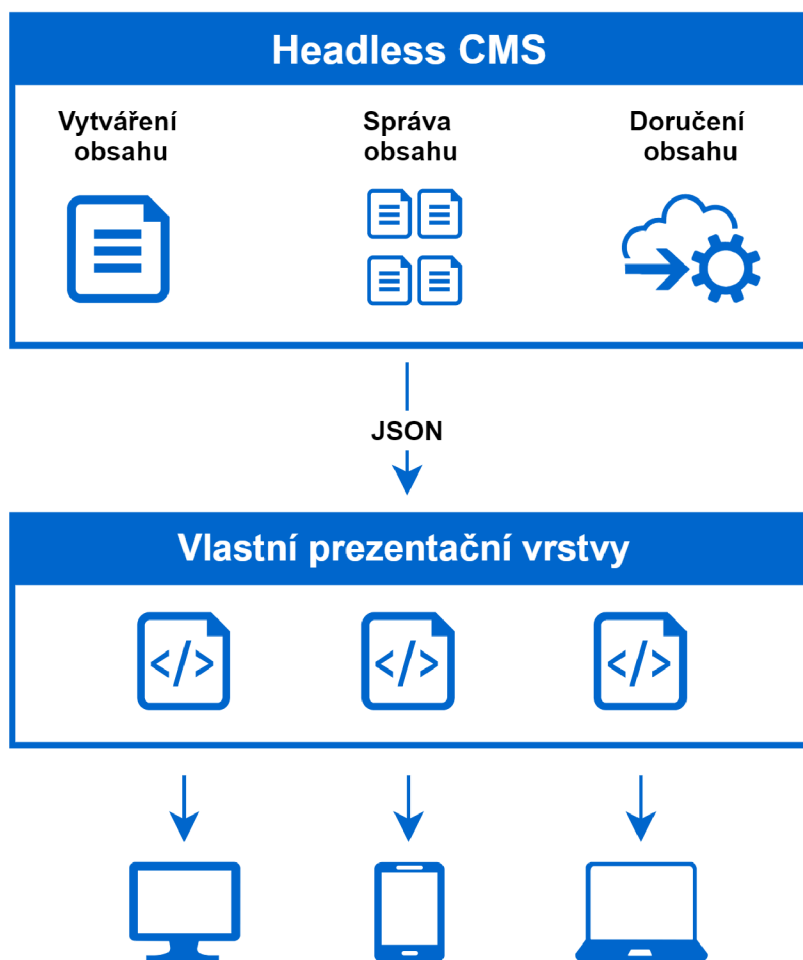 Headless CMS
Vytváření
obsahu
Správa
obsahu
Doručení
obsahu
JSON
Vlastní prezentační vrstvy
</>
</>
</>